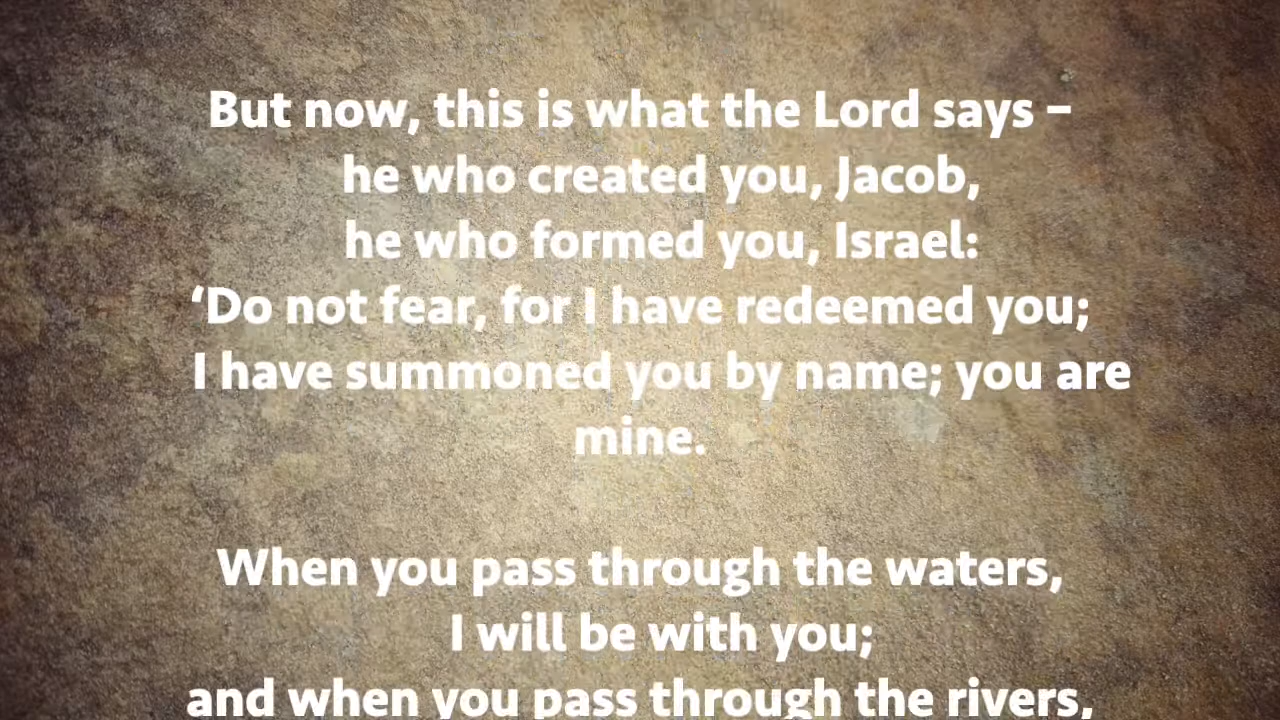 But now, this is what the Lord says –
he who created you, Jacob,
he who formed you, Israel:
‘Do not fear, for I have redeemed you;
I have summoned you by name; you are
mine.
When you pass through the waters,
I will be with you;
and when you pass through the rivers,